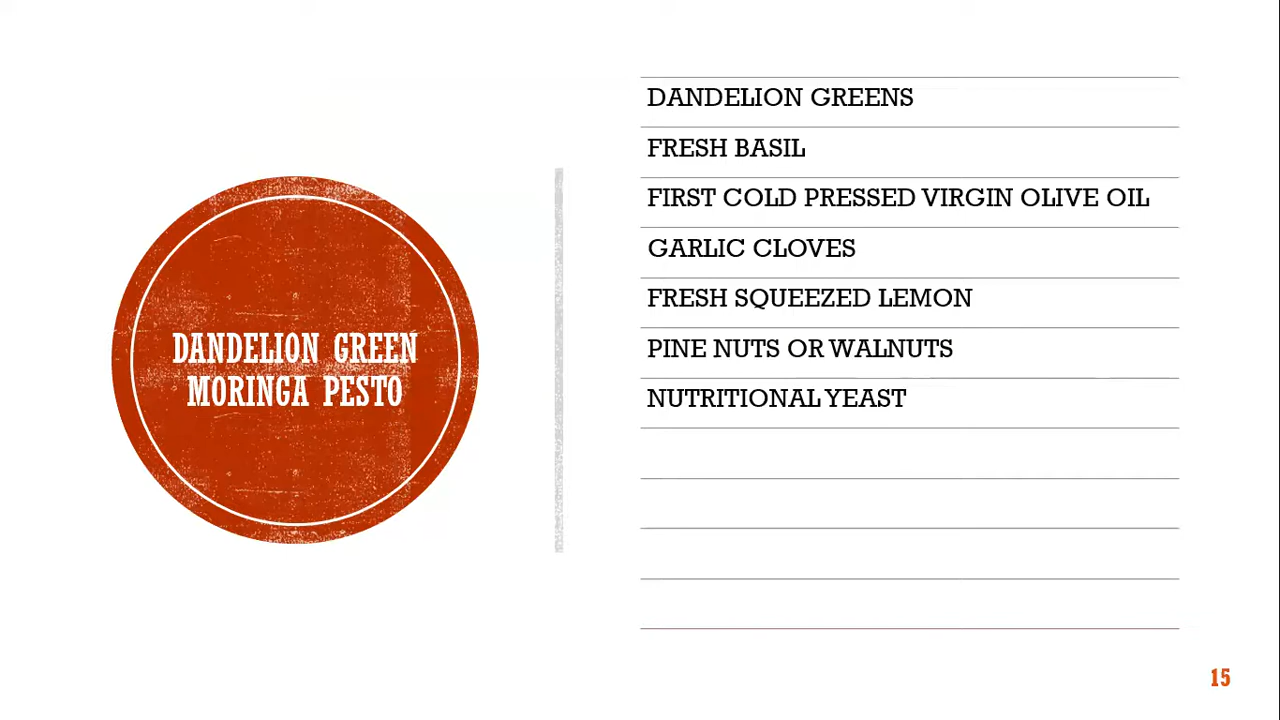 DANDELION GREEN
MORINGA PESTO
DANDELION GREENS
FRESH BASIL
FIRST COLD PRESSED VIRGIN OLIVE OIL
GARLIC CLOVES
FRESH SQUEEZED LEMON
PINE NUTS OR WALNUTS
NUTRITIONAL YEAST
15